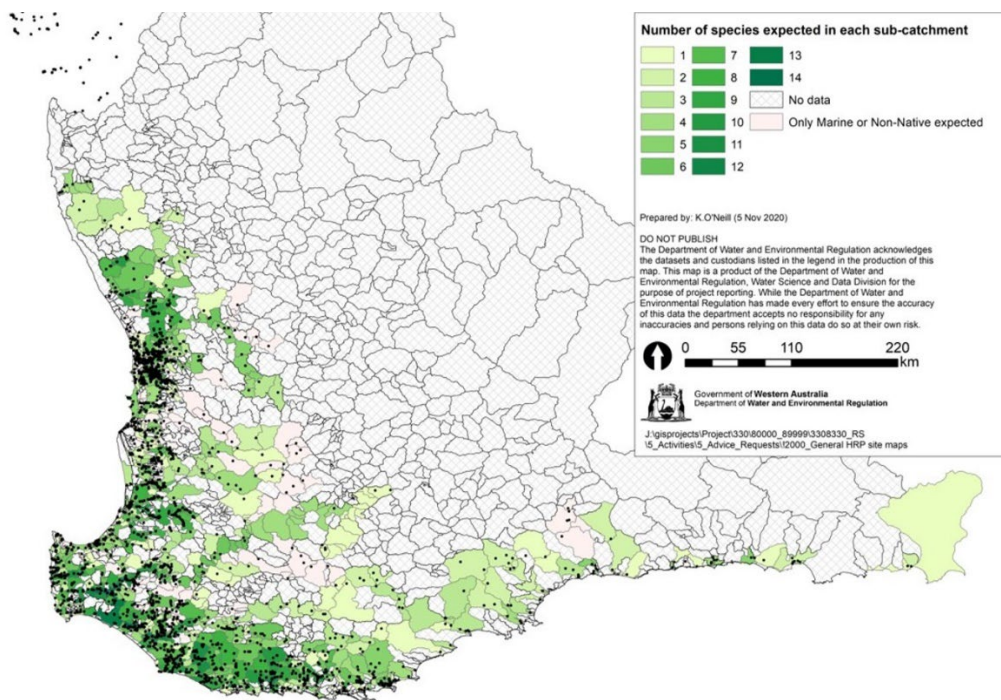 Number of species expected in each sub-catchment
1
2
3
4
5
6
7
8
9
10
11
12
13
14
No data
Only Marine or Non-Native expected
Prepared by: K.O'Neill (5 Nov 2020)
DO NOT PUBLISH
The Department of Water and Environmental Regulation acknowledges
the datasets and custodians listed in the legend in the production of this
map. This map is a product of the Department of Water and
Environmental Regulation, Water Science and Data Division for the
purpose of project reporting. While the Department of Water and
Environmental Regulation has made every effort to ensure the accuracy
of this data the department accepts no responsibility for any
inaccuracies and persons relying on this data do so at their own risk.
0 55 110 220
km
Government of Western Australia
Department of Water and Environmental Regulation
J:\gisprojects\Project\330\80000_89999\3308330_RS
\5_Activities\5_Advice_Requests\!2000_General HRP site maps